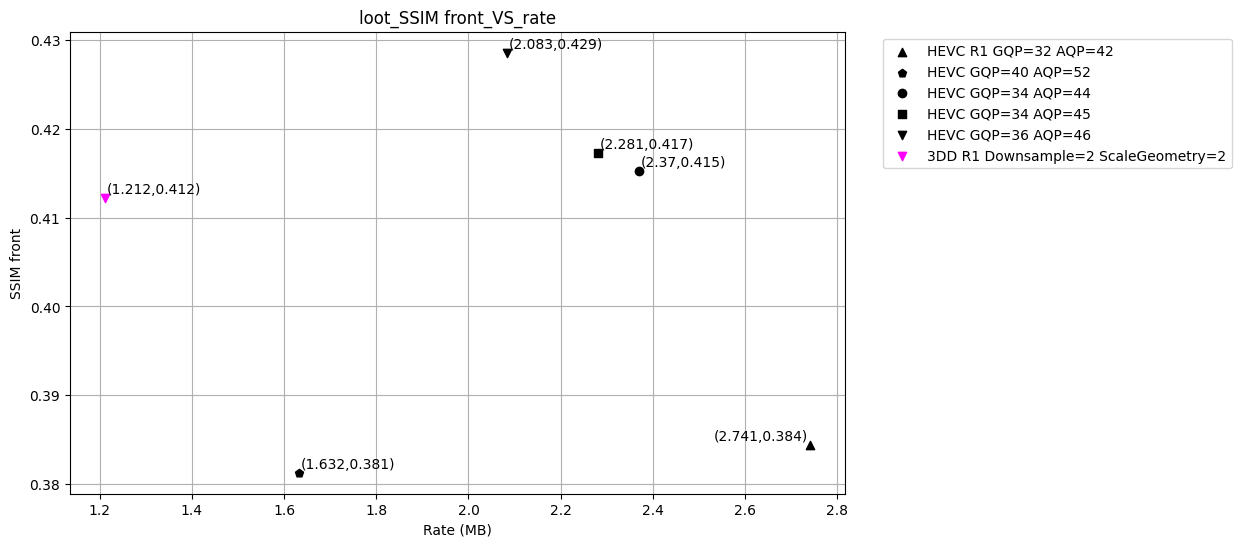 loot_SSIM front_VS_rate
0.43
0.42
0.41
0.40
0.39
0.38
SSIM front
(2.083,0.429)
(2.281,0.417)
(2.37,0.415)
(1.212,0.412)
(2.741,0.384)
(1.632,0.381)
1.2 1.4 1.6 1.8 2.0 2.2 2.4 2.6 2.8
Rate (MB)
HEVC R1 GQP=32 AQP=42
HEVC GQP=40 AQP=52
HEVC GQP=34 AQP=44
HEVC GQP=34 AQP=45
HEVC GQP=36 AQP=46
3DD R1 Downsample=2 ScaleGeometry=2